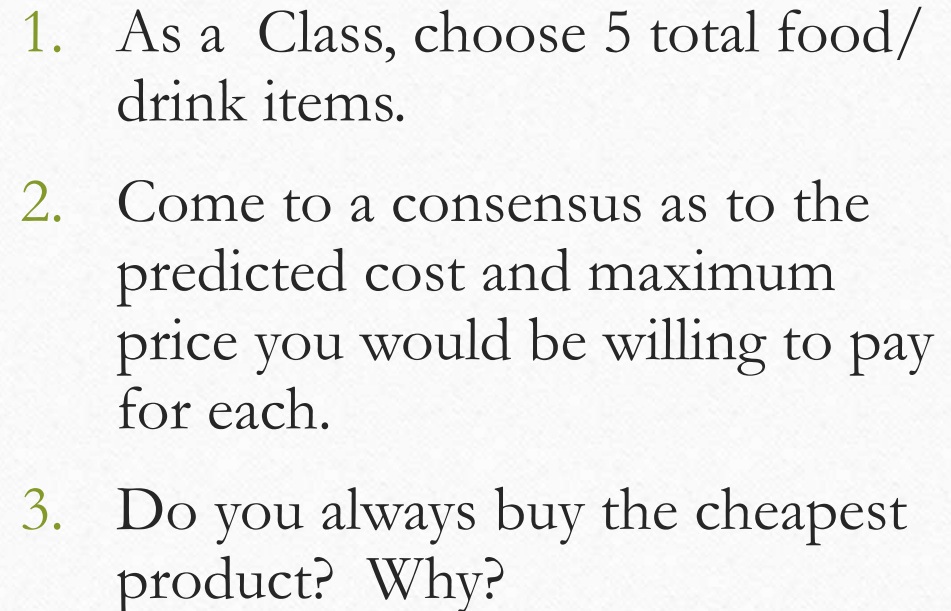 1. As a  Class, choose 5 total food/
drink items.
2. Come to a consensus as to the
predicted cost and maximum
price you would be willing to pay
for each.
3. Do you always buy the cheapest
product?  Why?